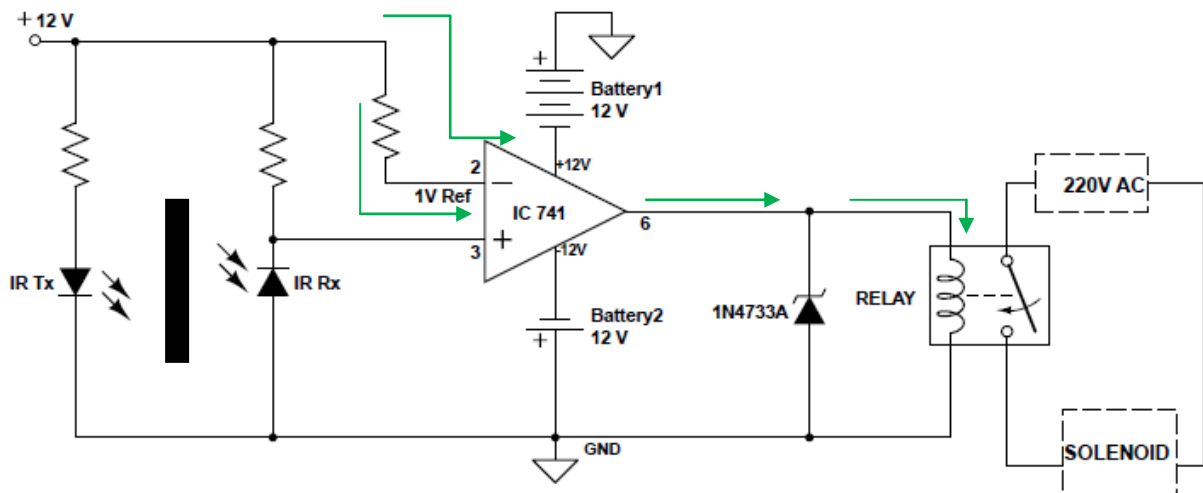 +12 V
+
Battery1
12 V
+12V
2
1V Ref
−
IC 741
6
3
+
-12V
IR Tx
IR Rx
Battery2
12 V
+
1N4733A
RELAY
220V AC
GND
SOLENOID